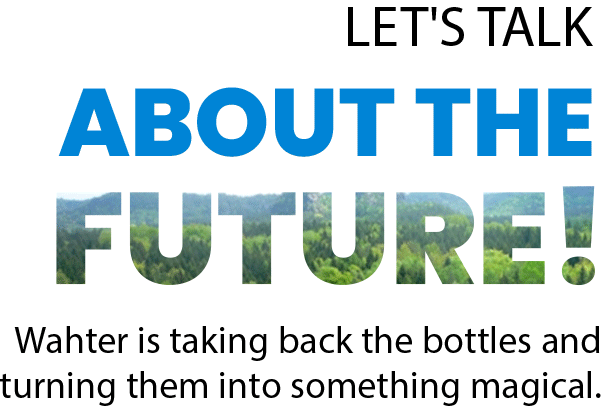 LET'S TALK
ABOUT THE
FUTURE!
Wahter is taking back the bottles and
turning them into something magical.